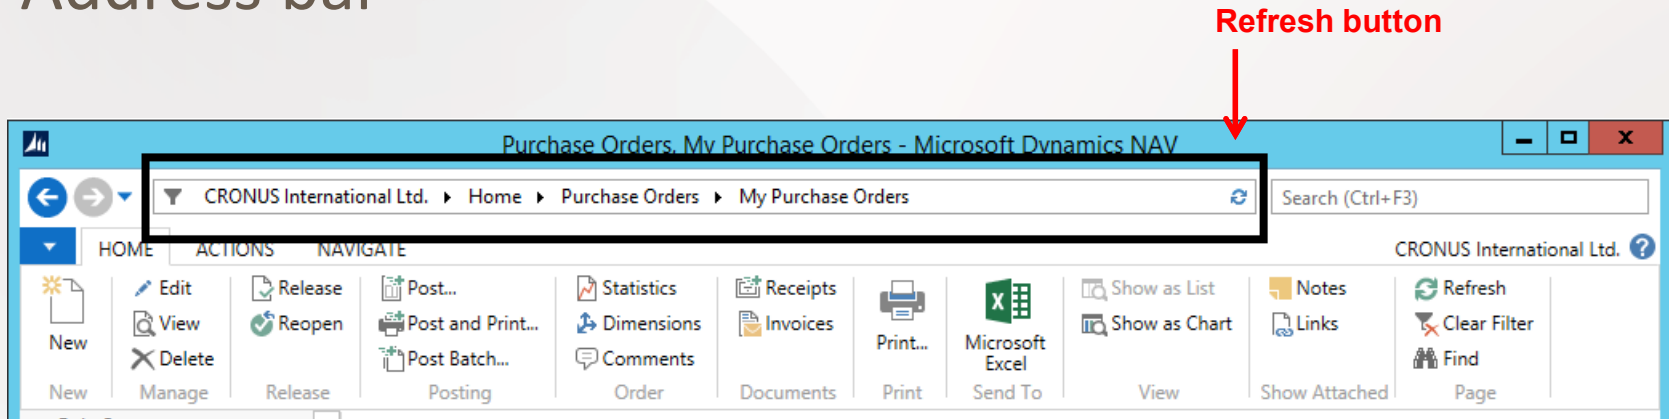 Address bar
Refresh button
Purchase Orders, My Purchase Orders - Microsoft Dynamics NAV
CRONUS International Ltd. Home Purchase Orders My Purchase Orders
Search (Ctrl+F3)
HOME ACTIONS NAVIGATE
CRONUS International Ltd.
New
New
Edit
View
Delete
Manage
Release
Reopen
Release
Post...
Post and Print...
Post Batch...
Posting
Statistics
Dimensions
Comments
Order
Receipts
Invoices
Documents
Print...
Print
Microsoft
Excel
Send To
Show as List
Show as Chart
View
Notes
Links
Show Attached
Refresh
Clear Filter
Find
Page